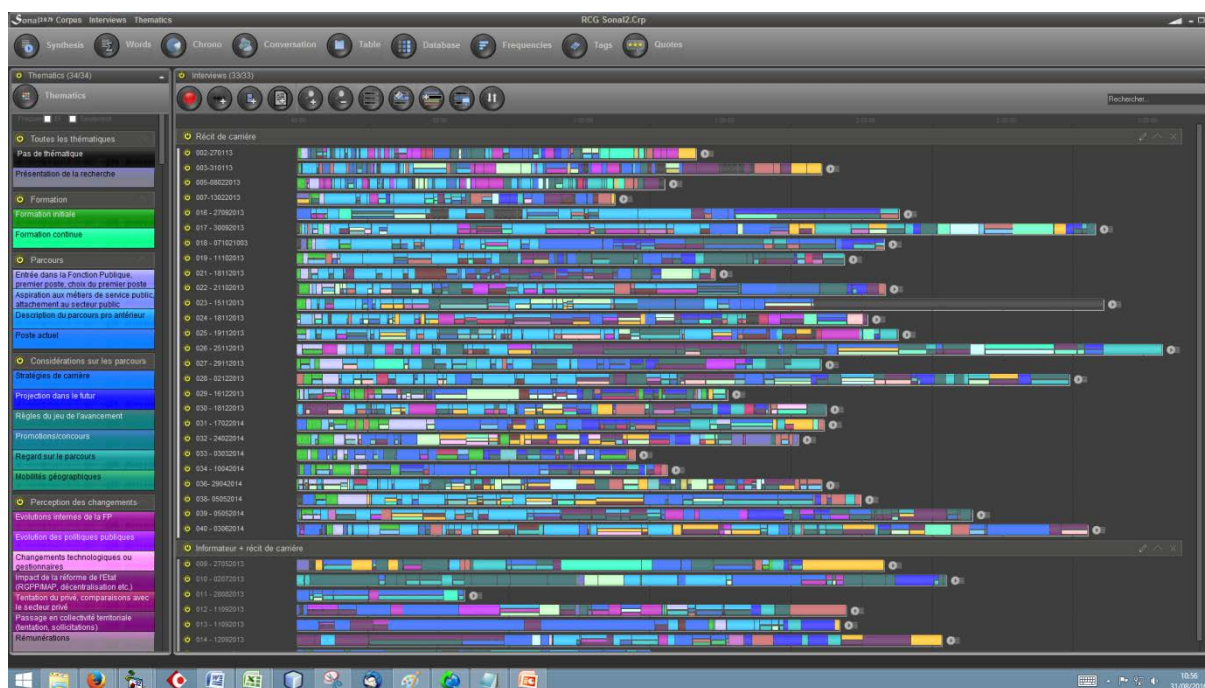 Sonal Corpus Interviews Thematics
RCG Sonal2.Crp
Synthesis Words Chrono Conversation Table Database Frequencies Tags Quotes
Thematics (34/34)
Interviews (33/33)
Thematics
Rechercher...
Toutes les thématiques
Pas de thématique
Présentation de la recherche
Formation
Formation initiale
Formation continue
Parcours
Entrée dans la Fonction Publique,
premier poste, choix du premier poste
Aspiration aux métiers de service public,
attachement au secteur public
Description du parcours pro antérieur
Poste actuel
Considérations sur les parcours
Stratégies de carrière
Projection dans le futur
Règles du jeu de l'avancement
Promotions/concours
Regard sur le parcours
Mobilités géographiques
Perception des changements
Evolutions internes de la FP
Evolution des politiques publiques
Changements technologiques ou
gestionnaires
Impact de la réforme de l'Etat
(RGPP/MAP, décentralisation etc.)
Tentation du privé, comparaisons avec
le secteur privé
Passage en collectivité territoriale
(tentation, sollicitations)
Rémunérations
Récit de carrière
002-270113
003-310113
005-08022013
007-13022013
016 - 27092013
017 - 30092013
018 - 071021003
019 - 11102013
021 - 18112013
022 - 21102013
023 - 15112013
024 - 18112013
025 - 19112013
026 - 25112013
027 - 29112013
028 - 02122013
029 - 16122013
030 - 18122013
031 - 17022014
032 - 24022014
033 - 03032014
034 - 10042014
036- 29042014
038- 05052014
039 - 05052014
040 - 03062014
Informateur + récit de carrière
009 - 27052013
010 - 02072013
011 - 28082013
012 - 11092013
013 - 11092013
014 - 12092013
10:56